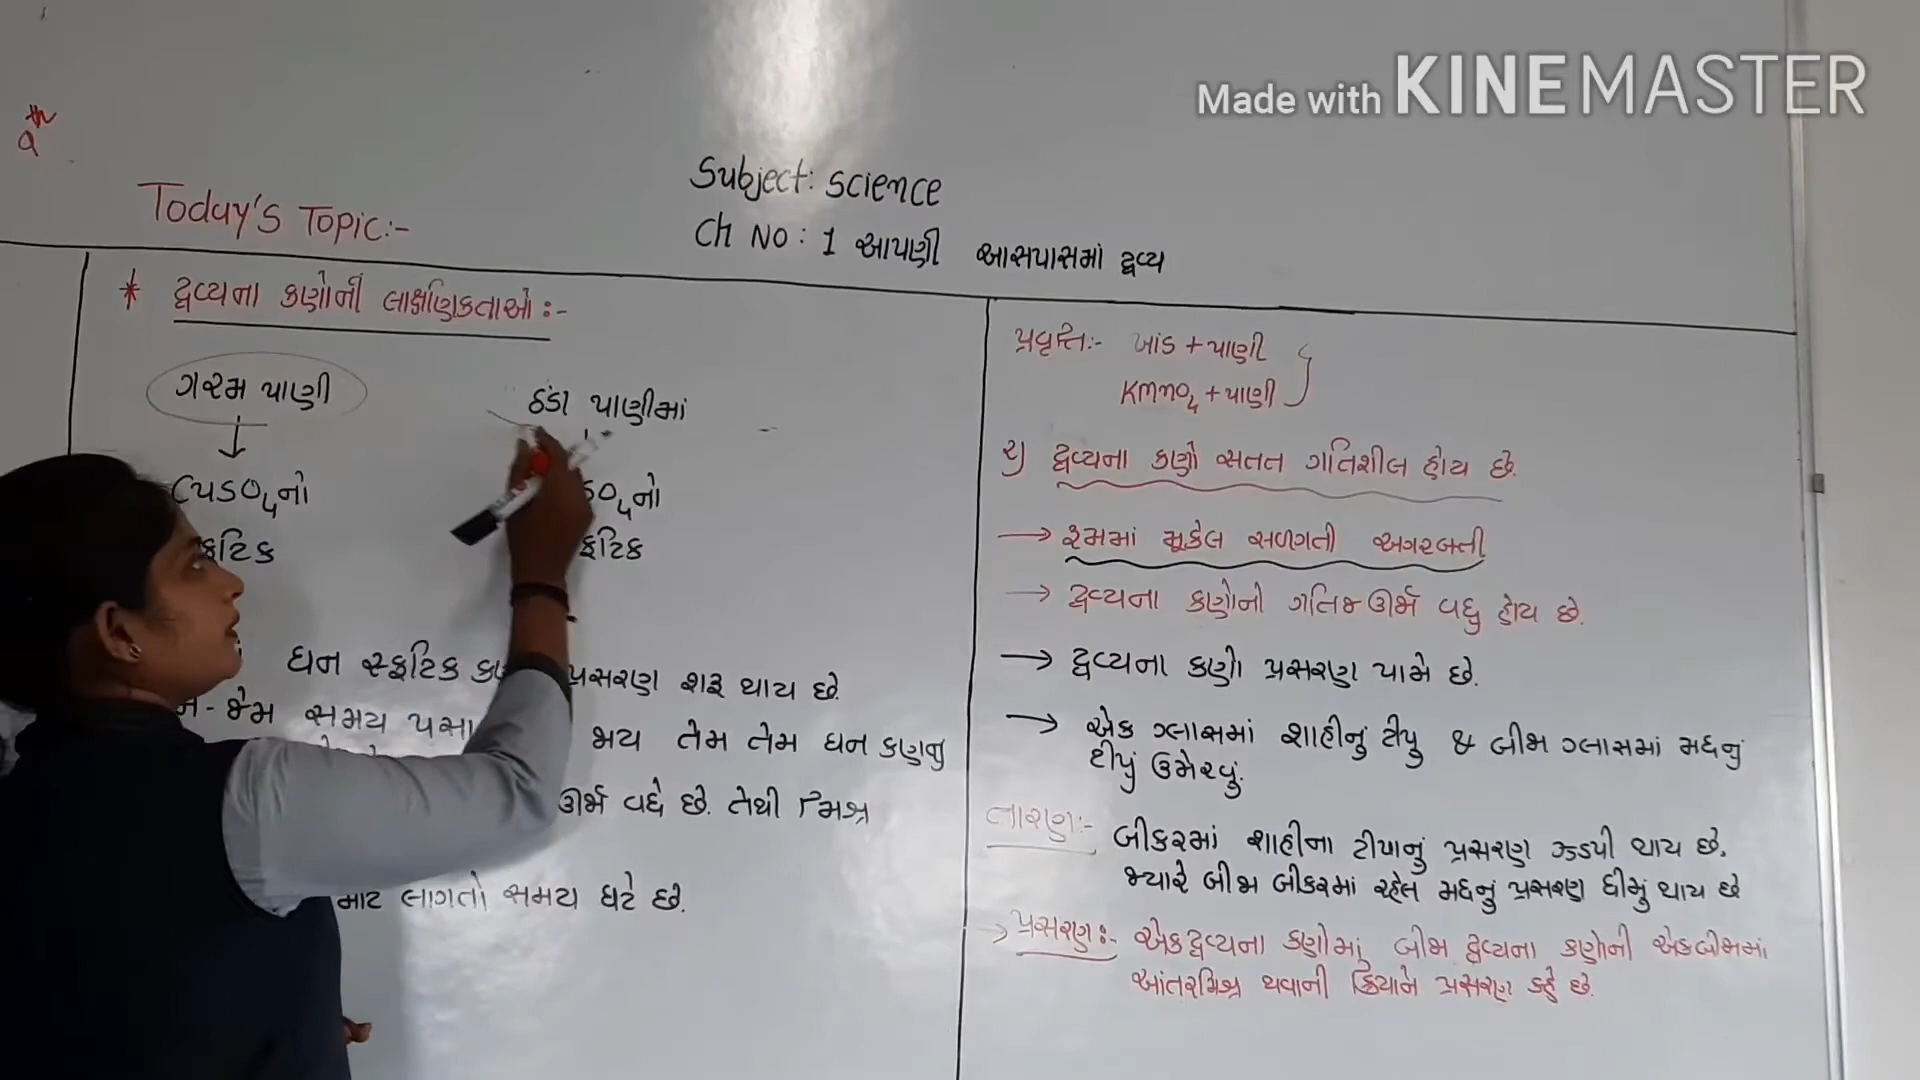 Made with KINEMASTER
9th
Subject: Science
Today's Topic:-
Ch No: 1 આપણી આસપાસમાં દ્રવ્ય
* દ્રવ્યના કણોની લાક્ષણિકતાઓ :-
ગરમ પાણી
↓
CuSO4નો
ફટિક
ઠંડા પાણીમાં
SO4નો
ફટિક
ઘન સ્ફટિક પ્રસરણ શરૂ થાય છે.
- જેમ સમય જાય તેમ તેમ ઘન કણનુ
ઊર્જા વધે છે. તેથી મિશ્ર
માટે લાગતો સમય ઘટે છે.
પ્રવૃત્તિ:- ખાંડ + પાણી
KMnO4 + પાણી
૨) દ્રવ્યના કણો સતત ગતિશીલ હોય છે.
→ રૂમમાં મૂકેલ સળગતી અગરબત્તી
→ દ્રવ્યના કણોની ગતિજ ઊર્જા વધુ હોય છે.
→ દ્રવ્યના કણો પ્રસરણ પામે છે.
→ એક ગ્લાસમાં શાહીનું ટીપુ & બીજા ગ્લાસમાં મધનું
ટીપું ઉમેરવું.
તારણ:- બીકરમાં શાહીના ટીપાનું પ્રસરણ ઝડપી થાય છે.
જ્યારે બીજા બીકરમાં રહેલ મધનું પ્રસરણ ધીમું થાય છે
→ પ્રસરણ:- એક દ્રવ્યના કણોમાં બીજા દ્રવ્યના કણોની એકબીજામાં
આંતરમિશ્ર થવાની ક્રિયાને પ્રસરણ કહે છે.